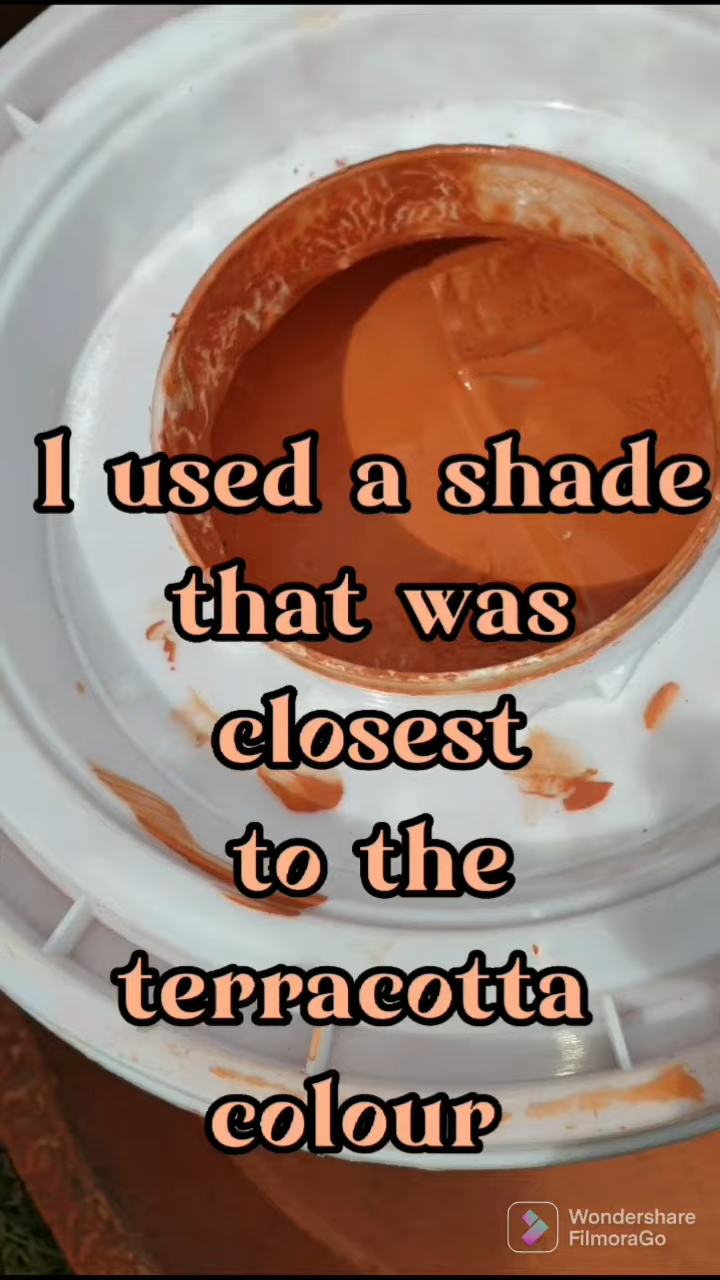 I used a shade
that was
closest
to the
terracotta
colour
Wondershare
FilmoraGo